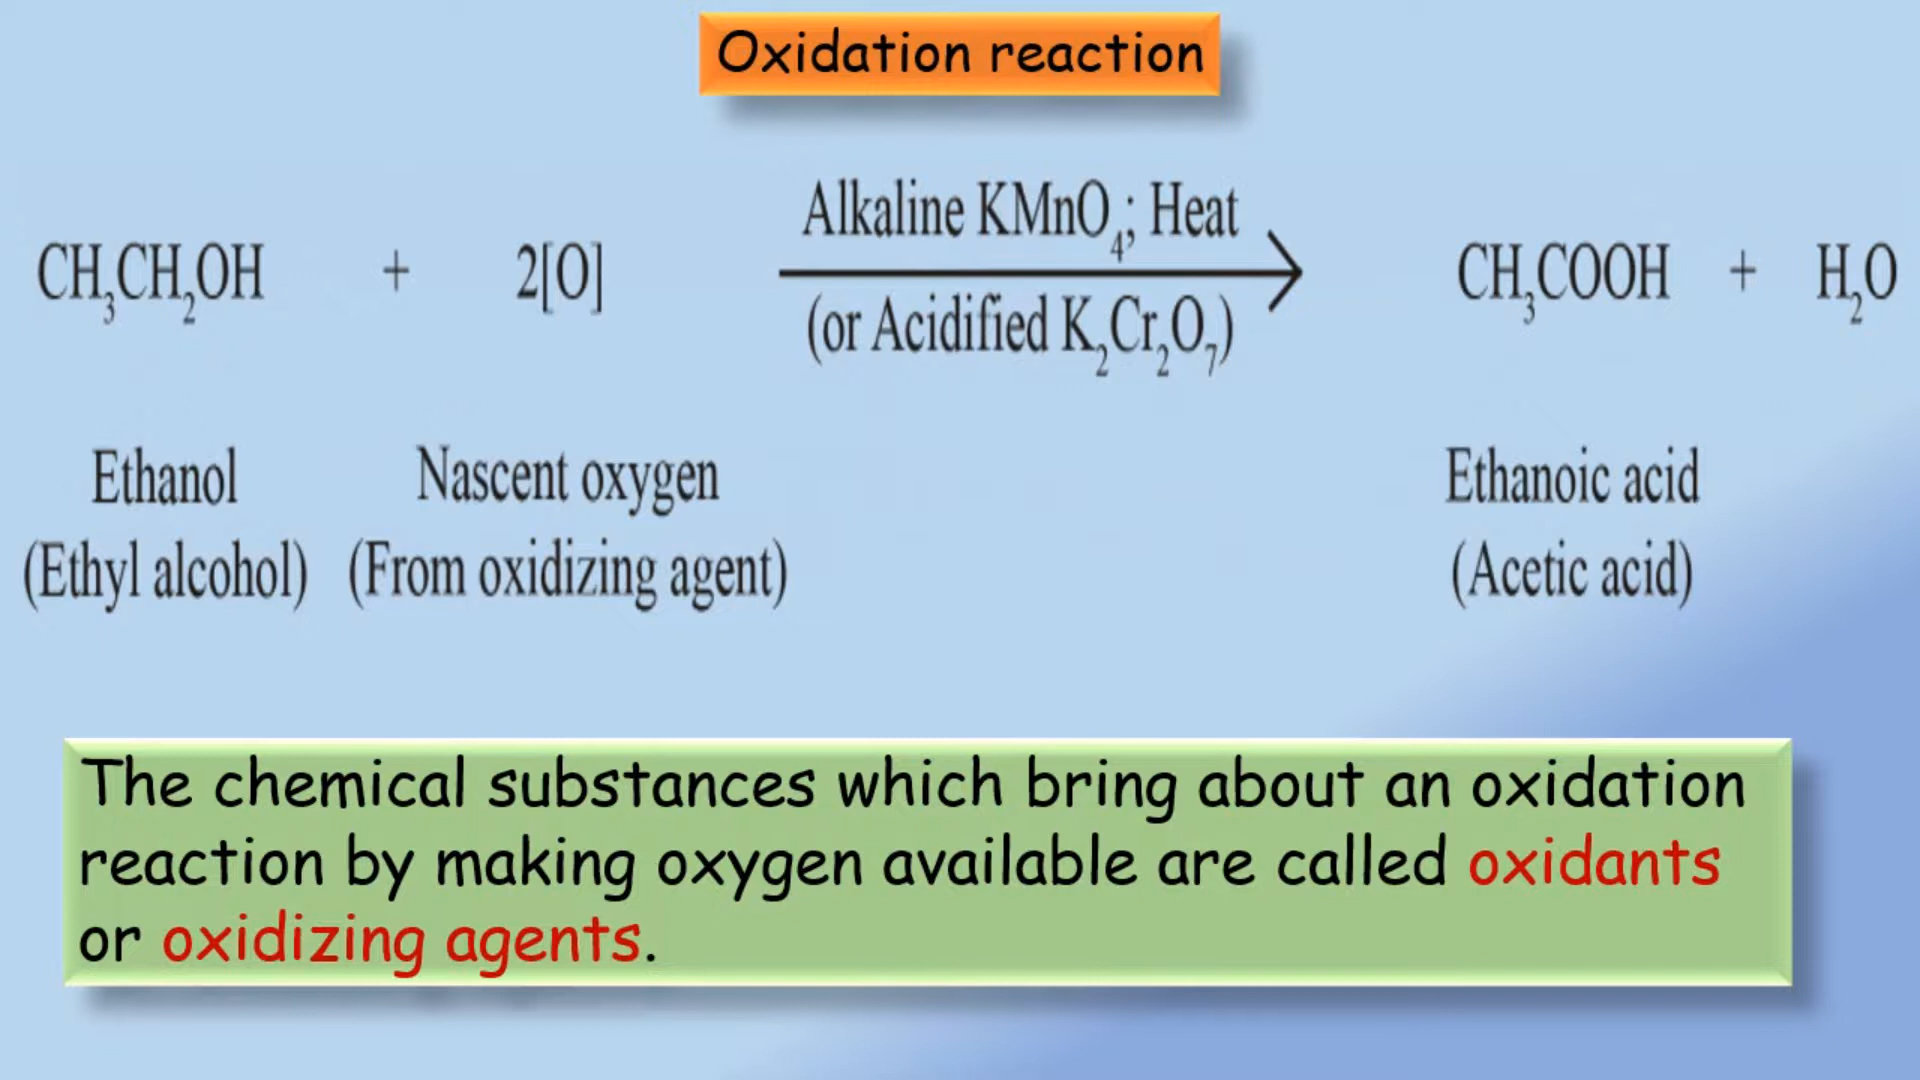 Oxidation reaction
Alkaline KMnO₄; Heat
CH₃CH₂OH + 2[O] → CH₃COOH + H₂O
(or Acidified K₂Cr₂O₇)
Ethanol Nascent oxygen Ethanoic acid
(Ethyl alcohol) (From oxidizing agent) (Acetic acid)
The chemical substances which bring about an oxidation
reaction by making oxygen available are called oxidants
or oxidizing agents.